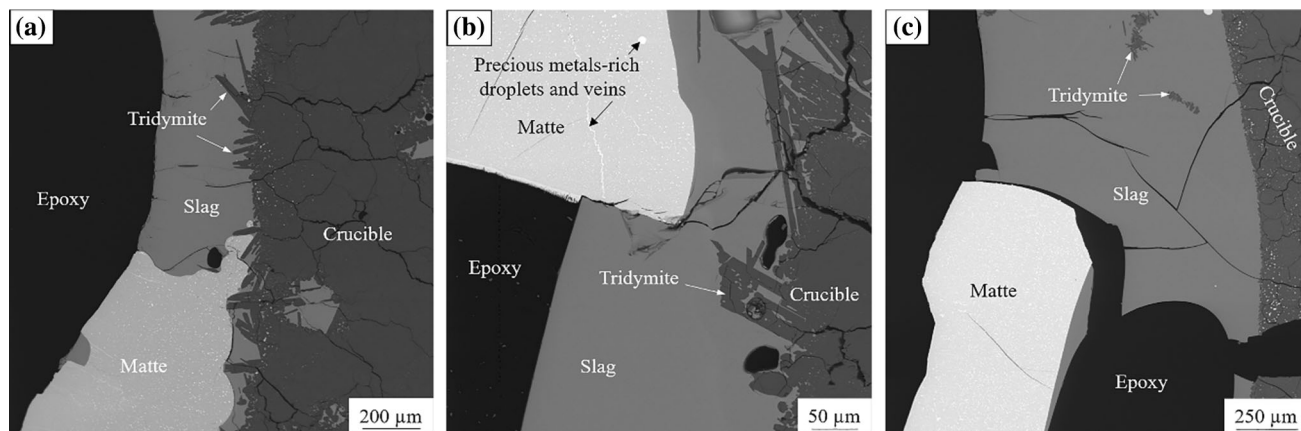 (a)
Tridymite
Epoxy
Slag
Crucible
Matte
200 µm
(b)
Precious metals-rich
droplets and veins
Matte
Epoxy
Tridymite
Crucible
Slag
50 µm
(c)
Tridymite
Crucible
Slag
Matte
Epoxy
250 µm